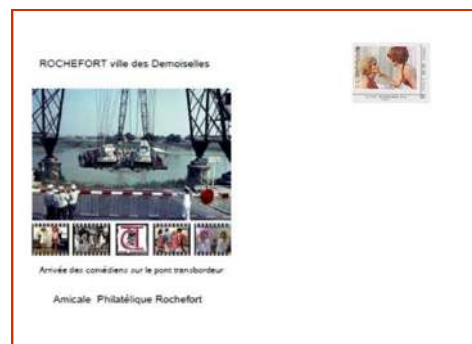 ROCHEFORT ville des Demoiselles
Arrivée des comédiens sur le pont transbordeur
Amicale Philatélique Rochefort